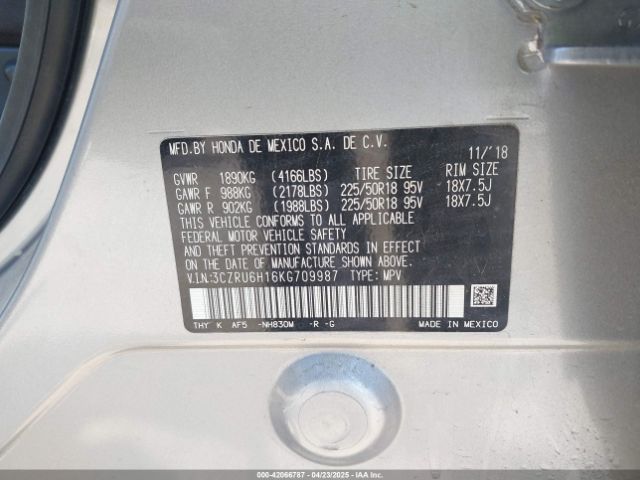 MFD.BY HONDA DE MEXICO S.A. DE C.V. 11/'18
GVWR 1890KG (4166LBS) TIRE SIZE RIM SIZE
GAWR F 988KG (2178LBS) 225/50R18 95V 18X7.5J
GAWR R 902KG (1988LBS) 225/50R18 95V 18X7.5J
THIS VEHICLE CONFORMS TO ALL APPLICABLE
FEDERAL MOTOR VEHICLE SAFETY
AND THEFT PREVENTION STANDARDS IN EFFECT
ON THE DATE OF MANUFACTURE SHOWN ABOVE.
V.I.N:3CZRU6H16KG709987 TYPE: MPV
THY K AF5 -NH830M -R -G MADE IN MEXICO
000-42066787 - 04/23/2025 - IAA Inc.